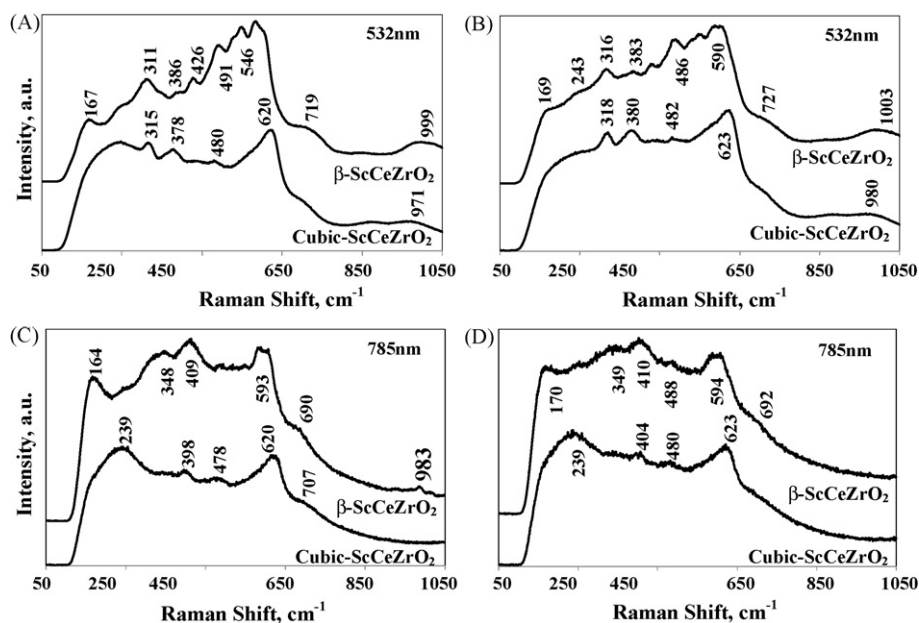 (A)
532nm
Intensity, a.u.
167
311
386
426
491
546
620
719
999
315
378
480
971
β-ScCeZrO₂
Cubic-ScCeZrO₂
50 250 450 650 850 1050
Raman Shift, cm⁻¹
(B)
532nm
169
243
316
383
486
590
727
1003
318
380
482
623
980
β-ScCeZrO₂
Cubic-ScCeZrO₂
50 250 450 650 850 1050
Raman Shift, cm⁻¹
(C)
785nm
Intensity, a.u.
164
348
409
593
690
983
239
398
478
620
707
β-ScCeZrO₂
Cubic-ScCeZrO₂
50 250 450 650 850 1050
Raman Shift, cm⁻¹
(D)
785nm
170
349
410
488
594
692
239
404
480
623
β-ScCeZrO₂
Cubic-ScCeZrO₂
50 250 450 650 850 1050
Raman Shift, cm⁻¹